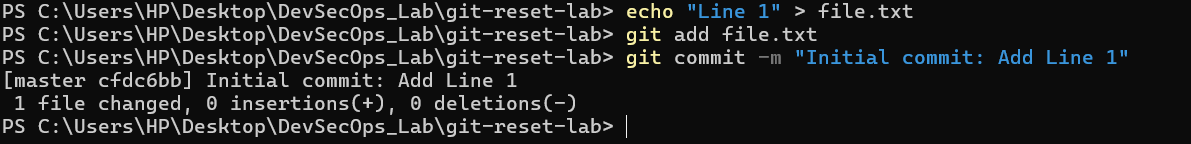 PS C:\Users\HP\Desktop\DevSecOps_Lab\git-reset-lab> echo "Line 1" > file.txt
PS C:\Users\HP\Desktop\DevSecOps_Lab\git-reset-lab> git add file.txt
PS C:\Users\HP\Desktop\DevSecOps_Lab\git-reset-lab> git commit -m "Initial commit: Add Line 1"
[master cfdc6bb] Initial commit: Add Line 1
 1 file changed, 0 insertions(+), 0 deletions(-)
PS C:\Users\HP\Desktop\DevSecOps_Lab\git-reset-lab>